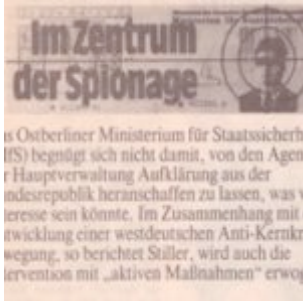 Im Zentrum
der Spionage
s Ostberliner Ministerium für Staatssicherh
fS) begnügt sich nicht damit, von den Agen
r Hauptverwaltung Aufklärung aus der
ndesrepublik heranschaffen zu lassen, was
teresse sein könnte. Im Zusammenhang mit
twicklung einer westdeutschen Anti-Kernkr
wegung, so berichtet Stiller, wird auch die
tervention mit „aktiven Maßnahmen“ erwo